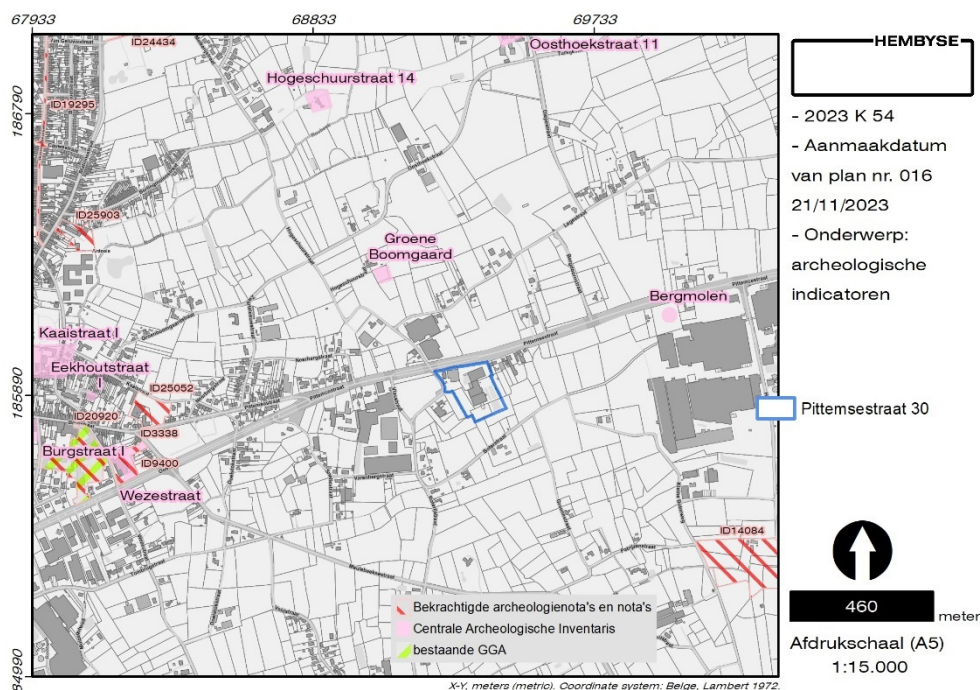 67933
68833
69733
186790
185890
184990
ID24434
Oosthoekstraat 11
Hogeschuurstraat 14
ID19295
ID25903
Groene
Boomgaard
Bergmolen
Pittemsestraat
Kaaistraat I
Eekhoutstraat
I
ID25052
Pittemsestraat
Pittemsestraat
ID20920
ID3338
Burgstraat I
ID9400
Wezestraat
ID14084
Bekrachtigde archeologienota's en nota's
Centrale Archeologische Inventaris
bestaande GGA
X-Y, meters (metric). Coordinate system: Belge, Lambert 1972.
HEMBYSE
- 2023 K 54
- Aanmaakdatum
van plan nr. 016
21/11/2023
- Onderwerp:
archeologische
indicatoren
Pittemsestraat 30
460
meter
Afdrukschaal (A5)
1:15.000